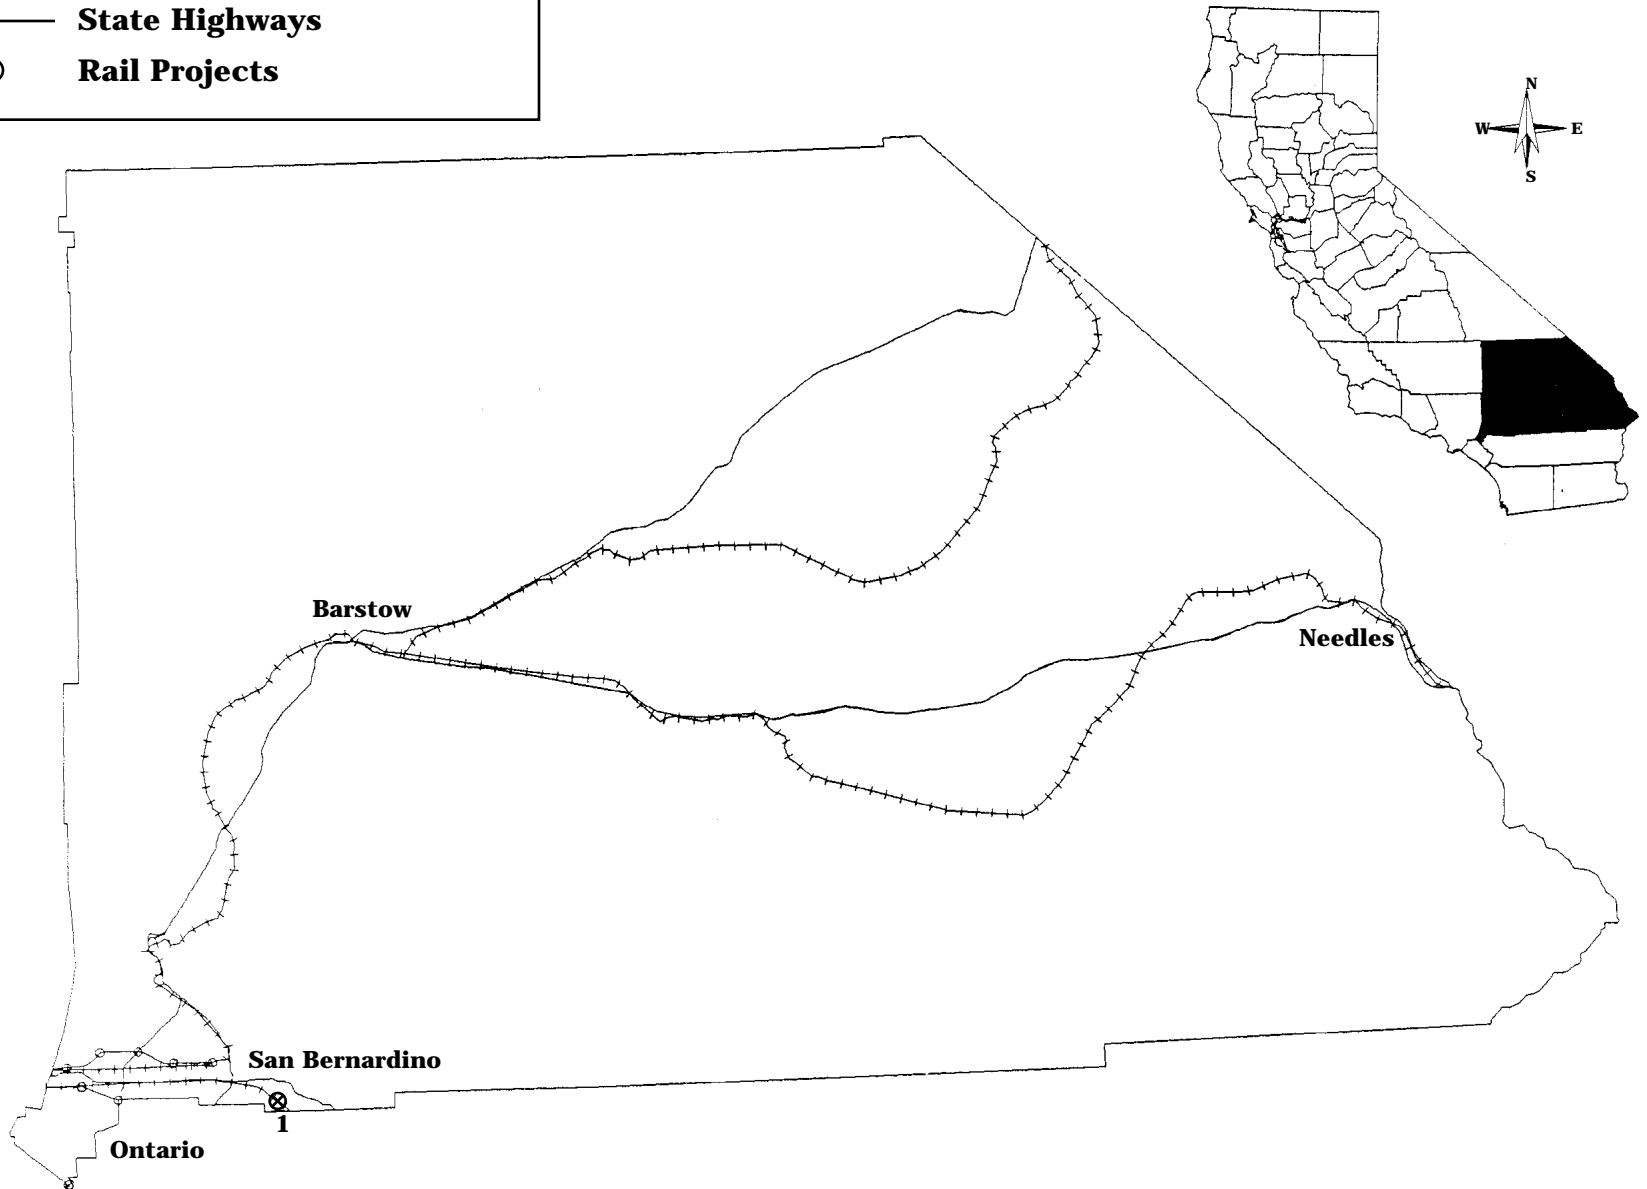 State Highways
Rail Projects
N
W E
S
Barstow
Needles
San Bernardino
1
Ontario